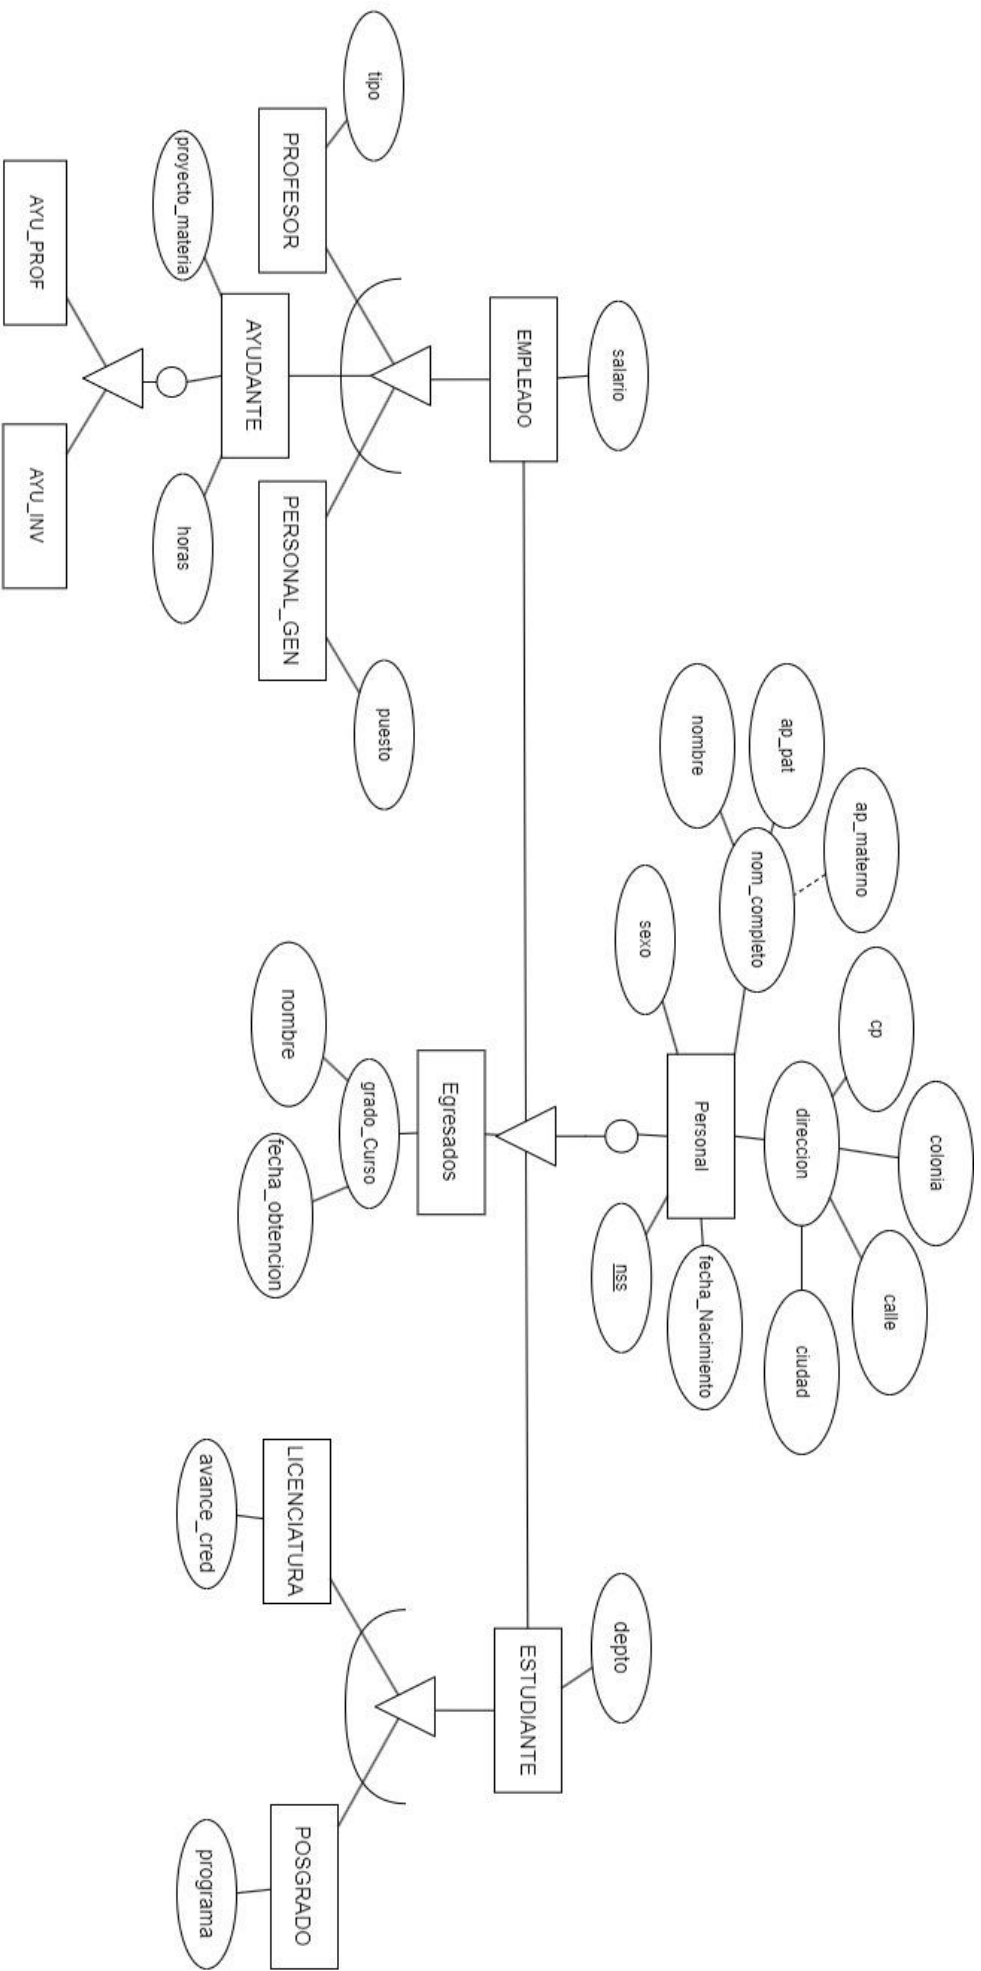 ap_materno
cp
colonia
calle
ap_pat
nombre
nom_completo
direccion
ciudad
sexo
Personal
fecha_Nacimiento
nss
salario
depto
EMPLEADO
Egresados
ESTUDIANTE
tipo
puesto
grado_Curso
nombre
fecha_obtencion
PROFESOR
AYUDANTE
PERSONAL_GEN
LICENCIATURA
POSGRADO
proyecto_materia
horas
avance_cred
programa
AYU_PROF
AYU_INV